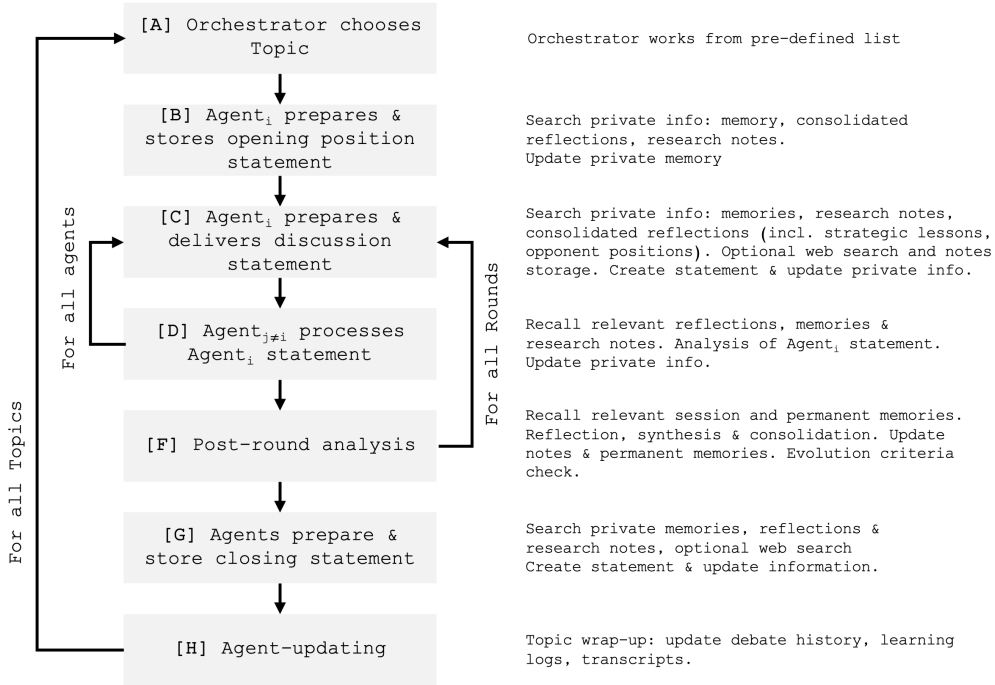 [A] Orchestrator chooses
Topic
Orchestrator works from pre-defined list
[B] Agentᵢ prepares &
stores opening position
statement
Search private info: memory, consolidated
reflections, research notes.
Update private memory
[C] Agentᵢ prepares &
delivers discussion
statement
Search private info: memories, research notes,
consolidated reflections (incl. strategic lessons,
opponent positions). Optional web search and notes
storage. Create statement & update private info.
[D] Agentⱼ≠ᵢ processes
Agentᵢ statement
Recall relevant reflections, memories &
research notes. Analysis of Agentᵢ statement.
Update private info.
[F] Post-round analysis
Recall relevant session and permanent memories.
Reflection, synthesis & consolidation. Update
notes & permanent memories. Evolution criteria
check.
[G] Agents prepare &
store closing statement
Search private memories, reflections &
research notes, optional web search
Create statement & update information.
[H] Agent-updating
Topic wrap-up: update debate history, learning
logs, transcripts.
For all agents
For all Rounds
For all Topics